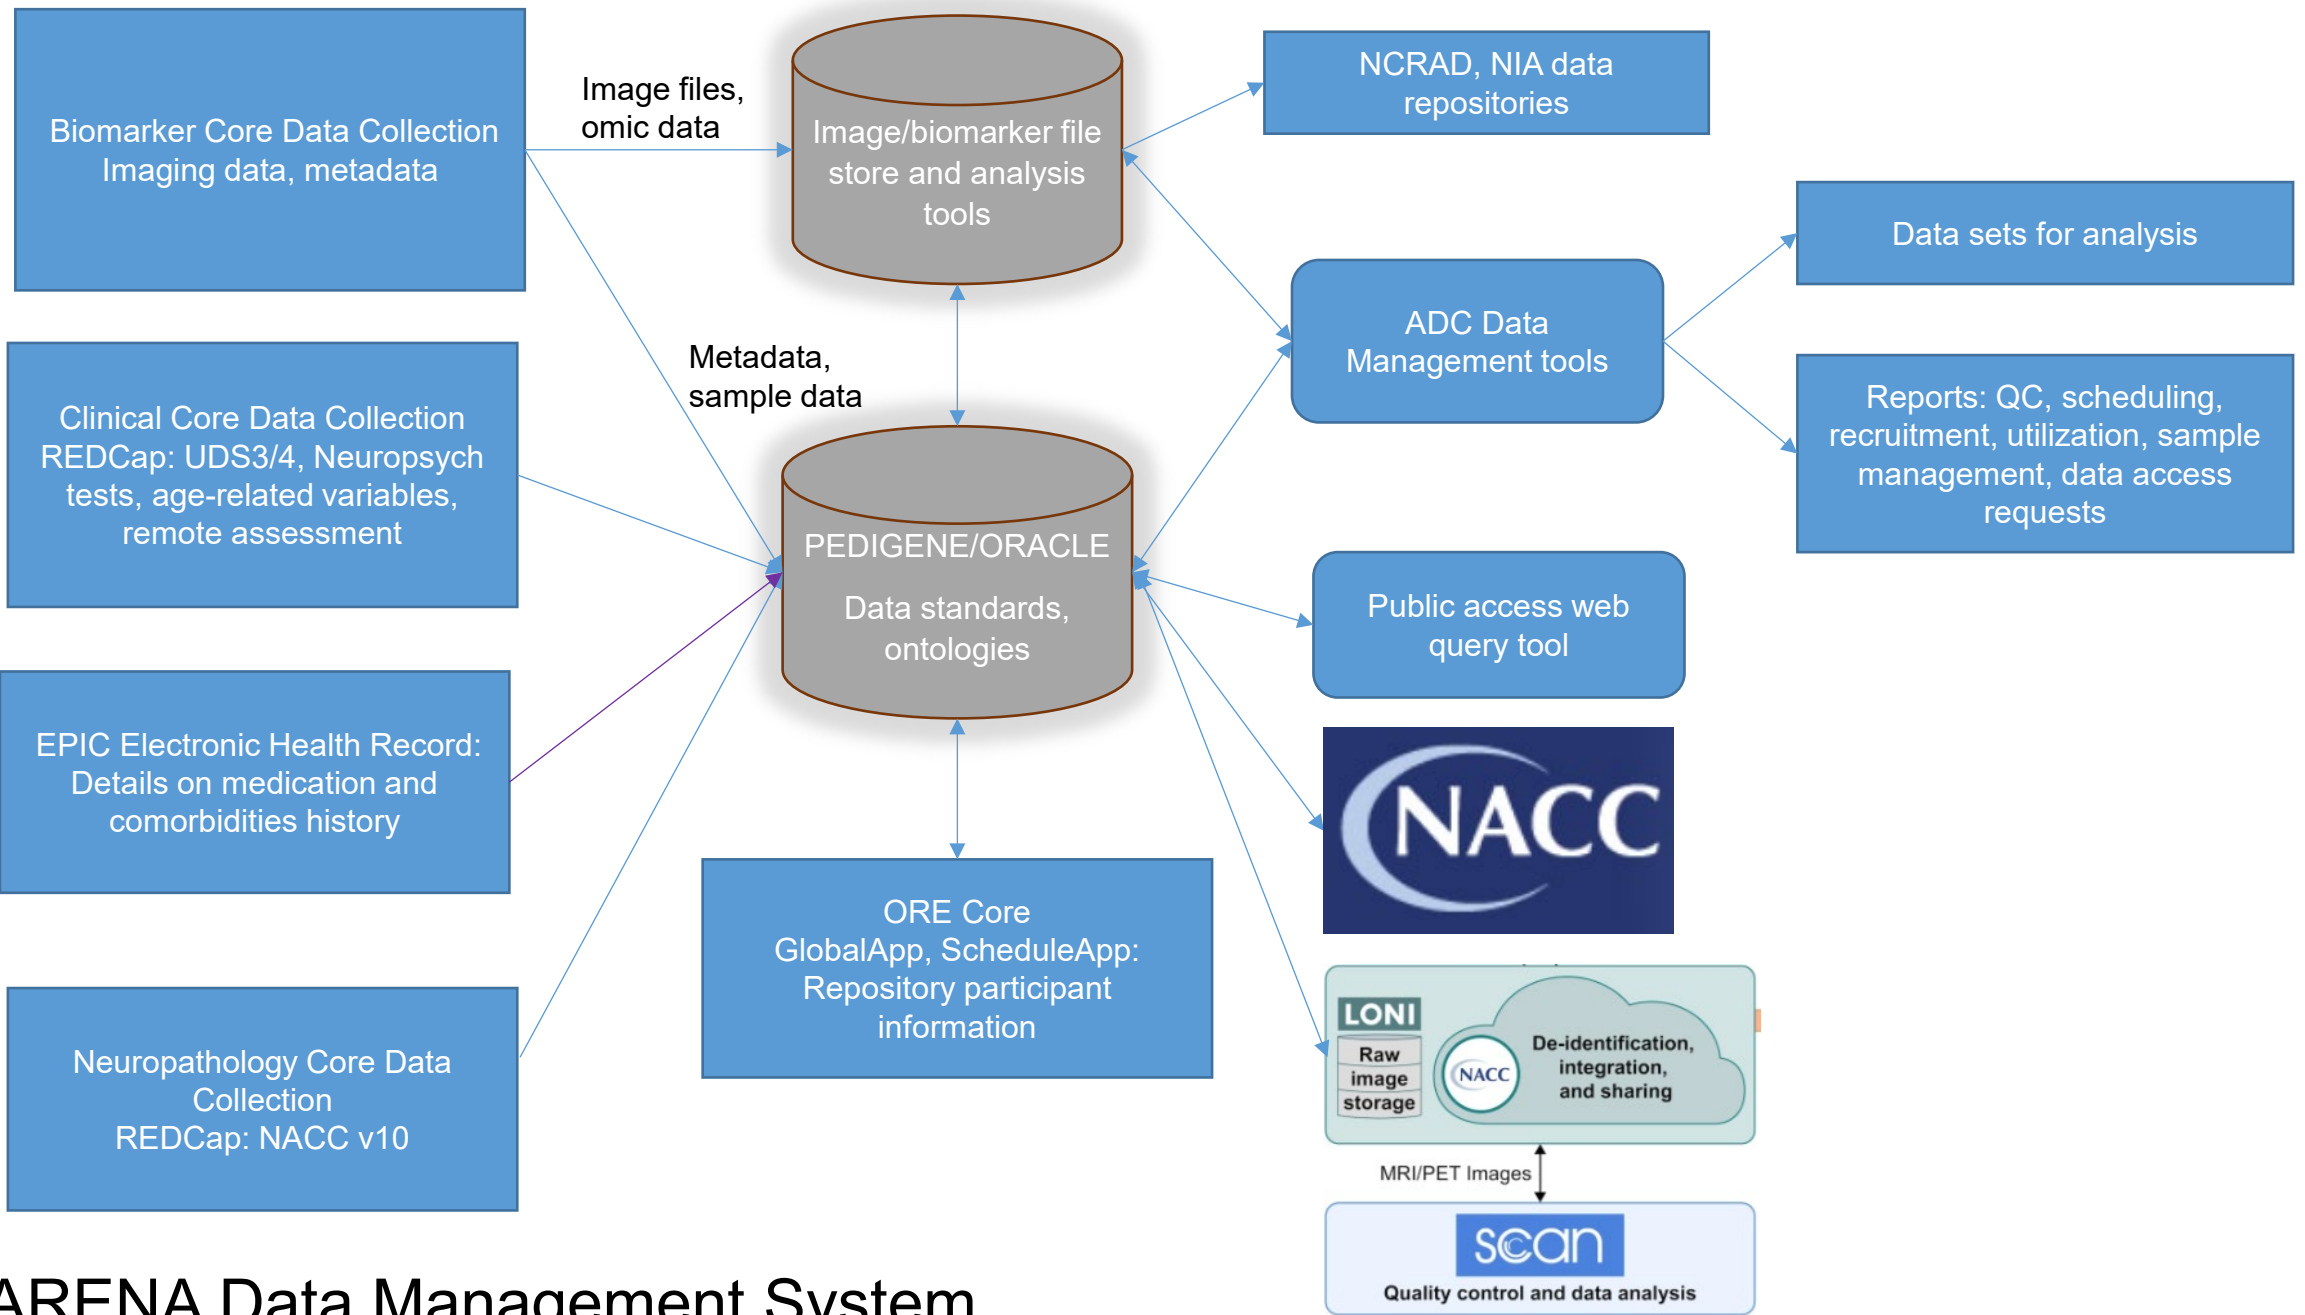 Biomarker Core Data Collection
Imaging data, metadata
Image files,
omic data
Image/biomarker file
store and analysis
tools
NCRAD, NIA data
repositories
Data sets for analysis
ADC Data
Management tools
Metadata,
sample data
Clinical Core Data Collection
REDCap: UDS3/4, Neuropsych
tests, age-related variables,
remote assessment
Reports: QC, scheduling,
recruitment, utilization, sample
management, data access
requests
PEDIGENE/ORACLE
Data standards,
ontologies
Public access web
query tool
EPIC Electronic Health Record:
Details on medication and
comorbidities history
NACC
ORE Core
GlobalApp, ScheduleApp:
Repository participant
information
Neuropathology Core Data
Collection
REDCap: NACC v10
LONI
Raw
image
storage
NACC
De-identification,
integration,
and sharing
MRI/PET Images
scan
Quality control and data analysis
ARENA Data Management System